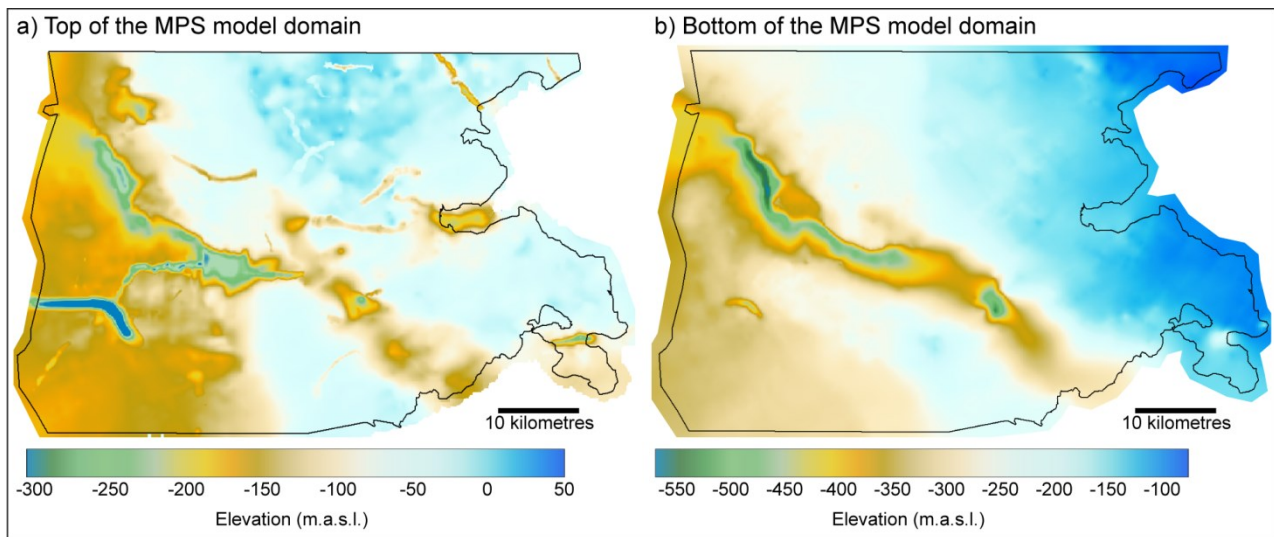 a) Top of the MPS model domain
b) Bottom of the MPS model domain
10 kilometres
10 kilometres
-300 -250 -200 -150 -100 -50 0 50
-550 -500 -450 -400 -350 -300 -250 -200 -150 -100
Elevation (m.a.s.l.)
Elevation (m.a.s.l.)